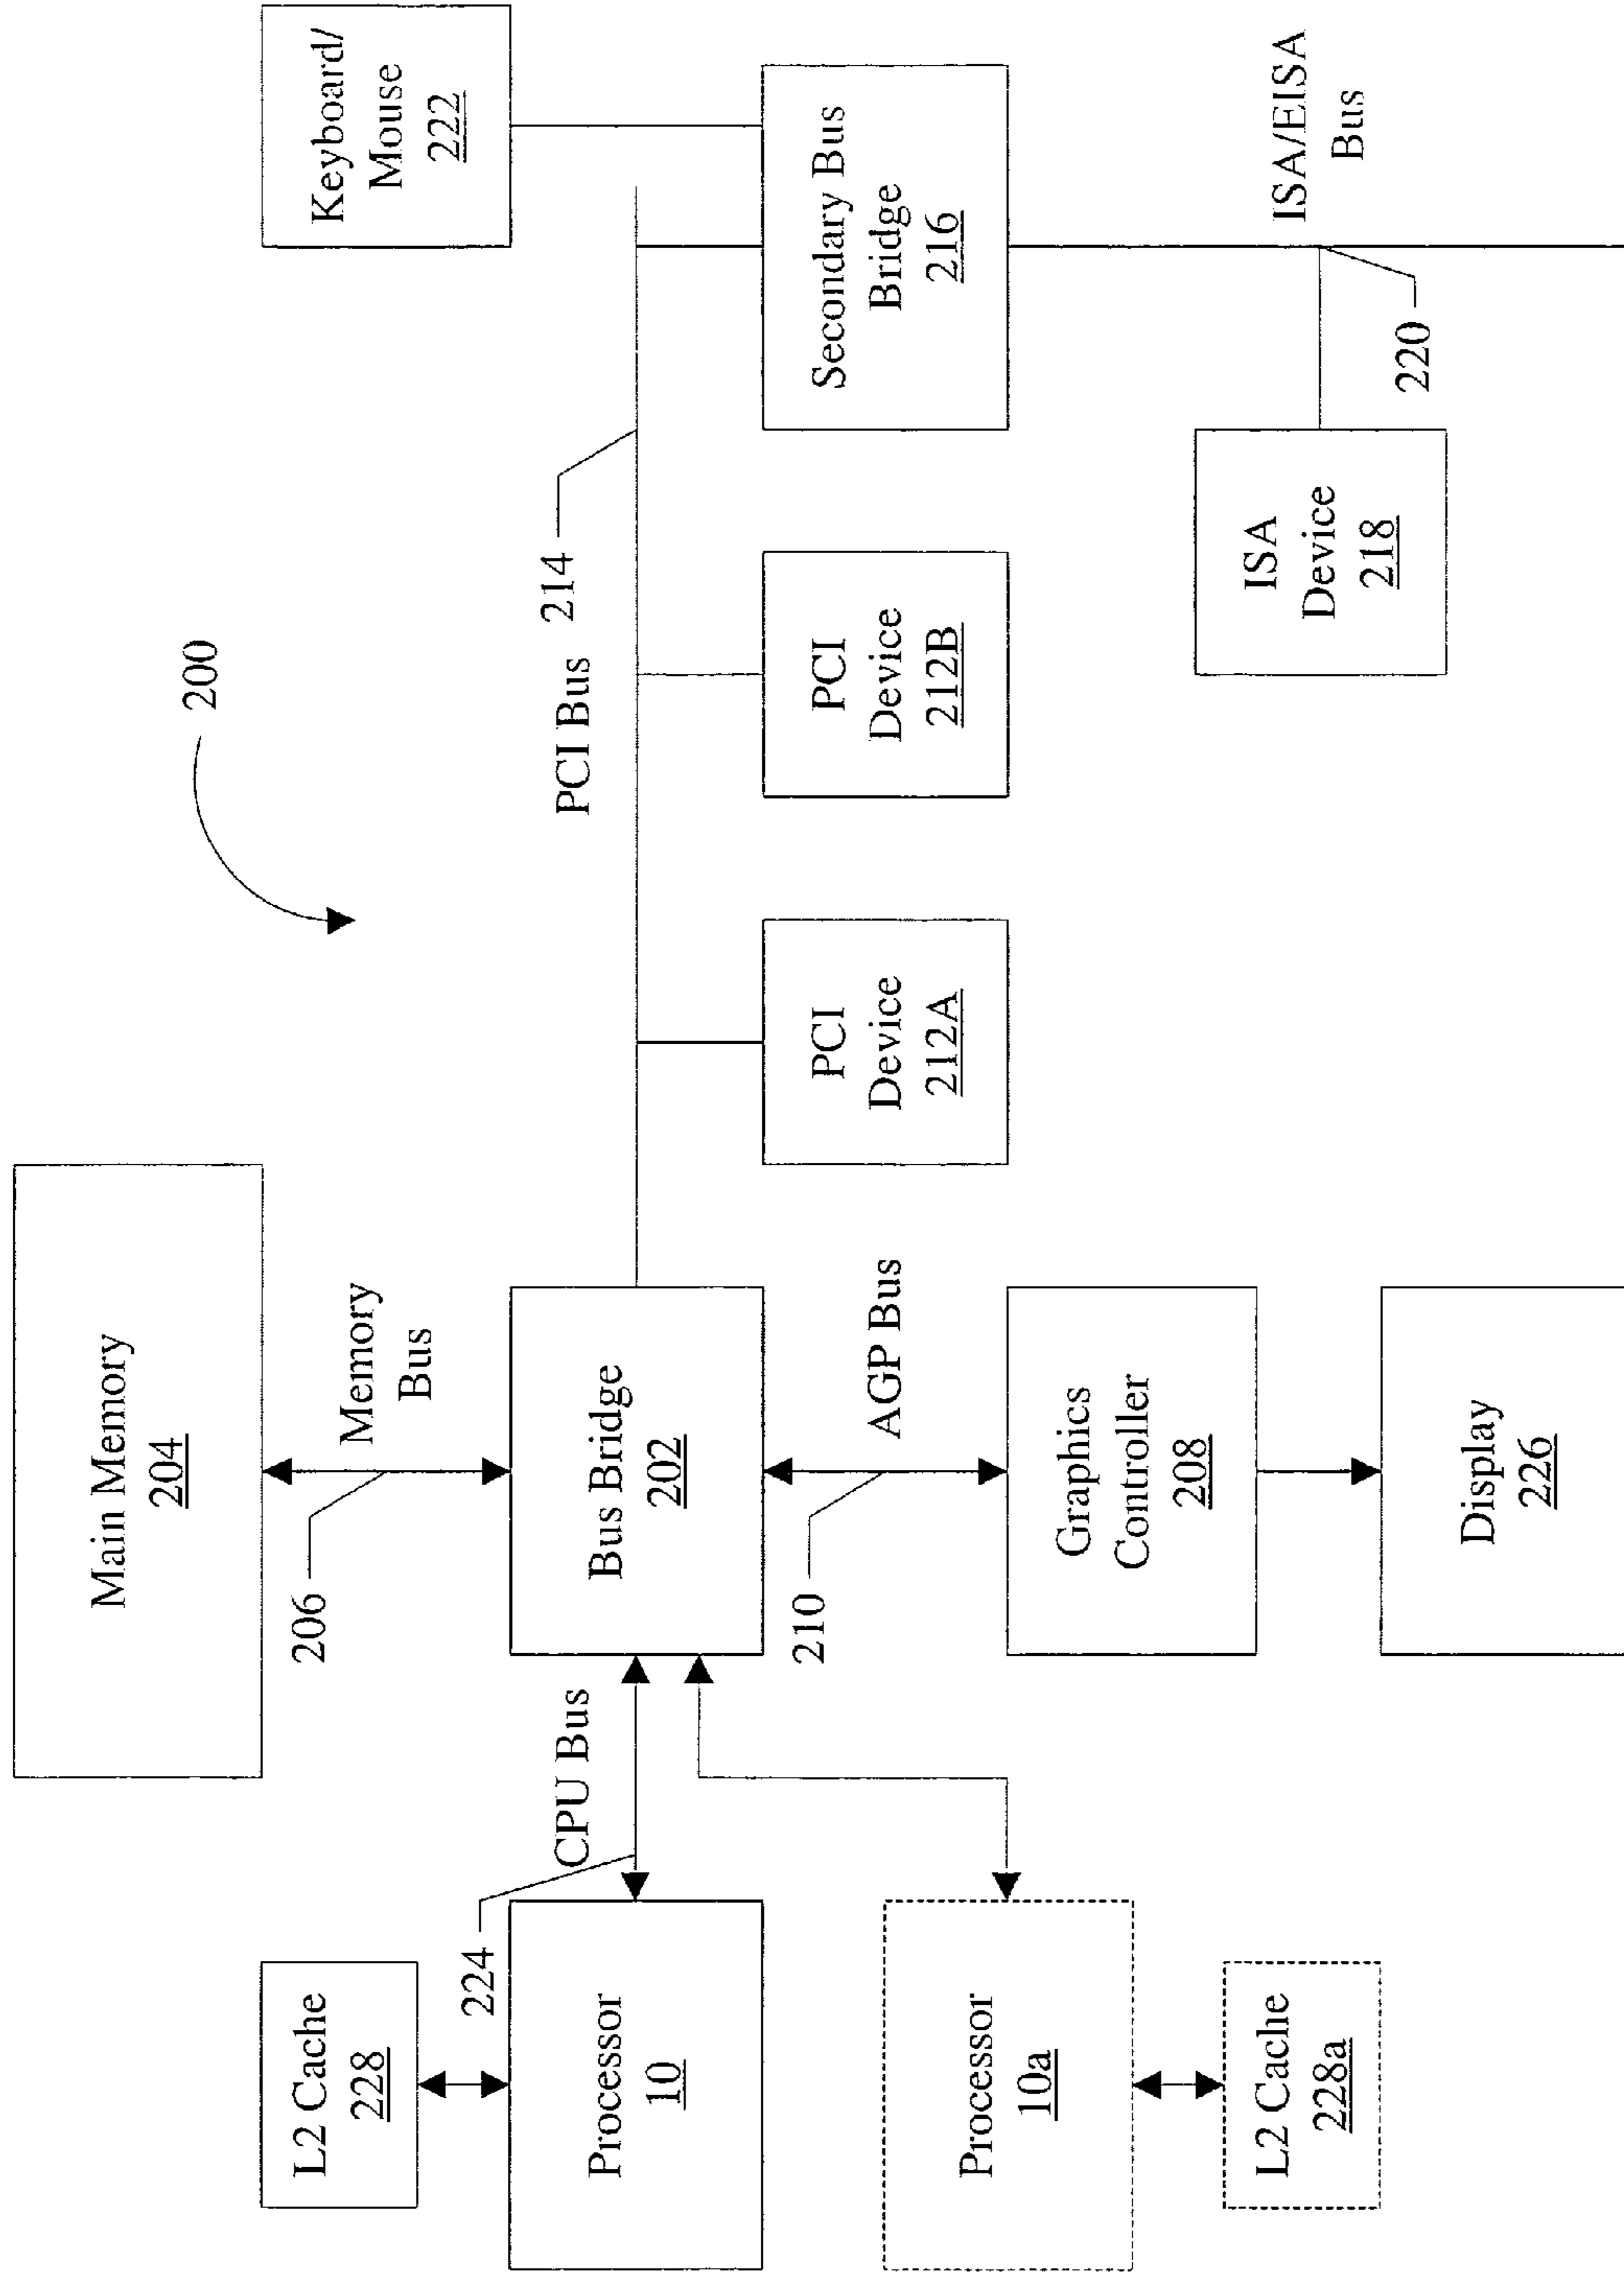 200
Main Memory
204
Keyboard/
Mouse
222
L2 Cache
228
206
Memory
Bus
224
CPU Bus
PCI Bus
214
Processor
10
Bus Bridge
202
PCI
Device
212A
PCI
Device
212B
Secondary Bus
Bridge
216
210
AGP Bus
Processor
10a
Graphics
Controller
208
ISA
Device
218
ISA/EISA
Bus
220
L2 Cache
228a
Display
226